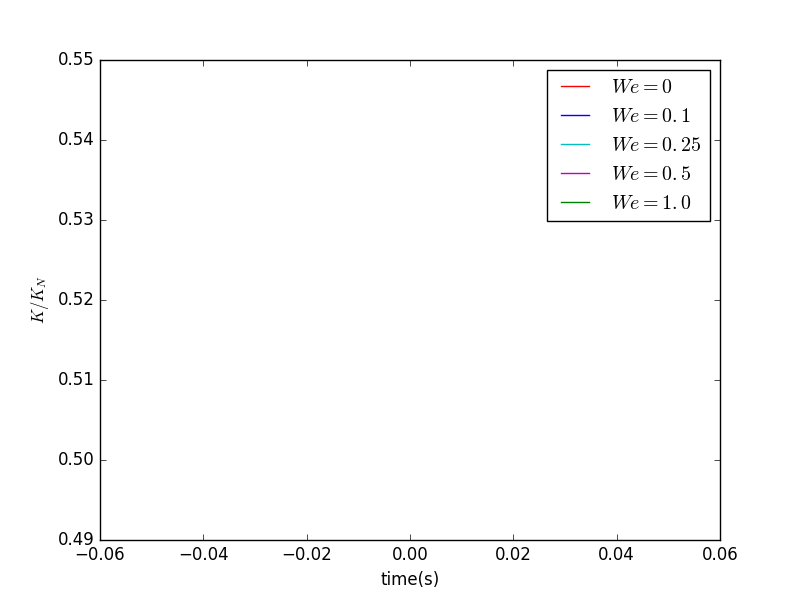 0.55
0.54
0.53
0.52
0.51
0.50
0.49
K/K_N
We = 0
We = 0.1
We = 0.25
We = 0.5
We = 1.0
−0.06 −0.04 −0.02 0.00 0.02 0.04 0.06
time(s)